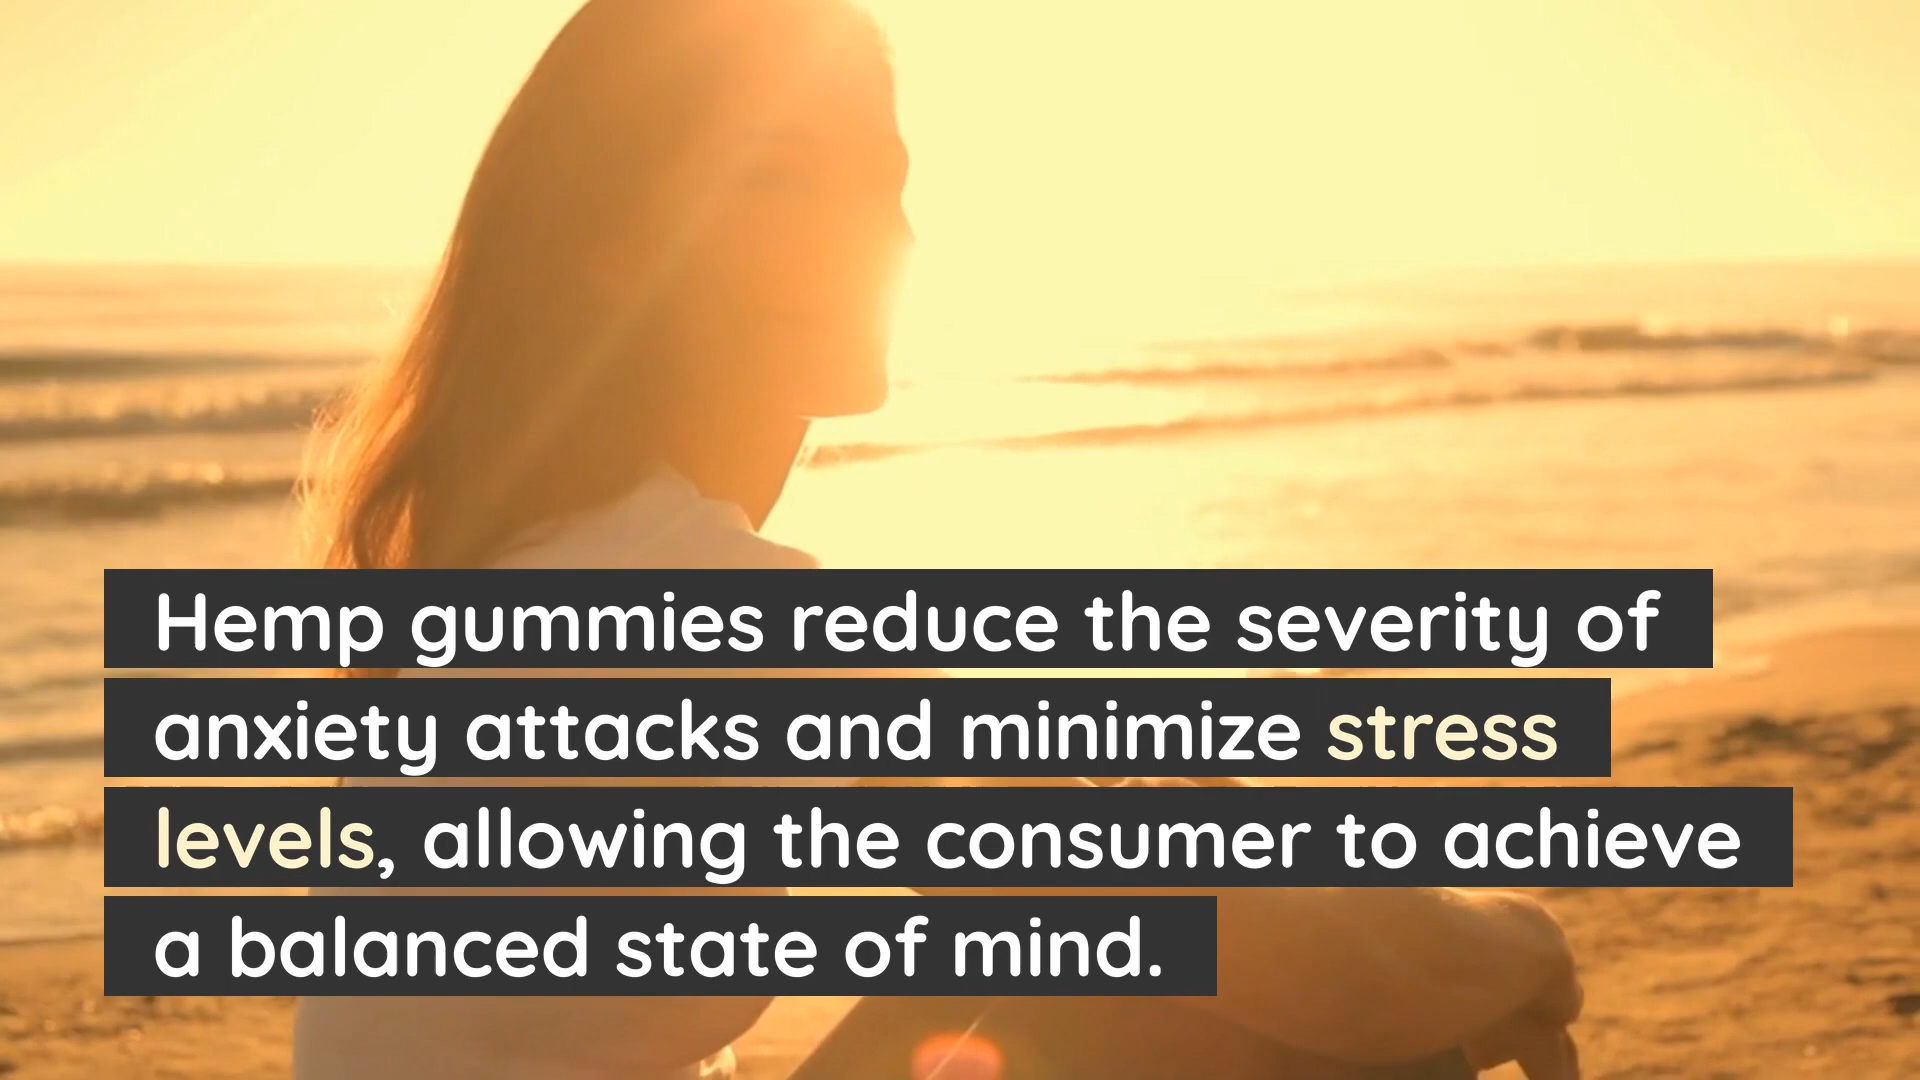 Hemp gummies reduce the severity of
anxiety attacks and minimize stress
levels, allowing the consumer to achieve
a balanced state of mind.